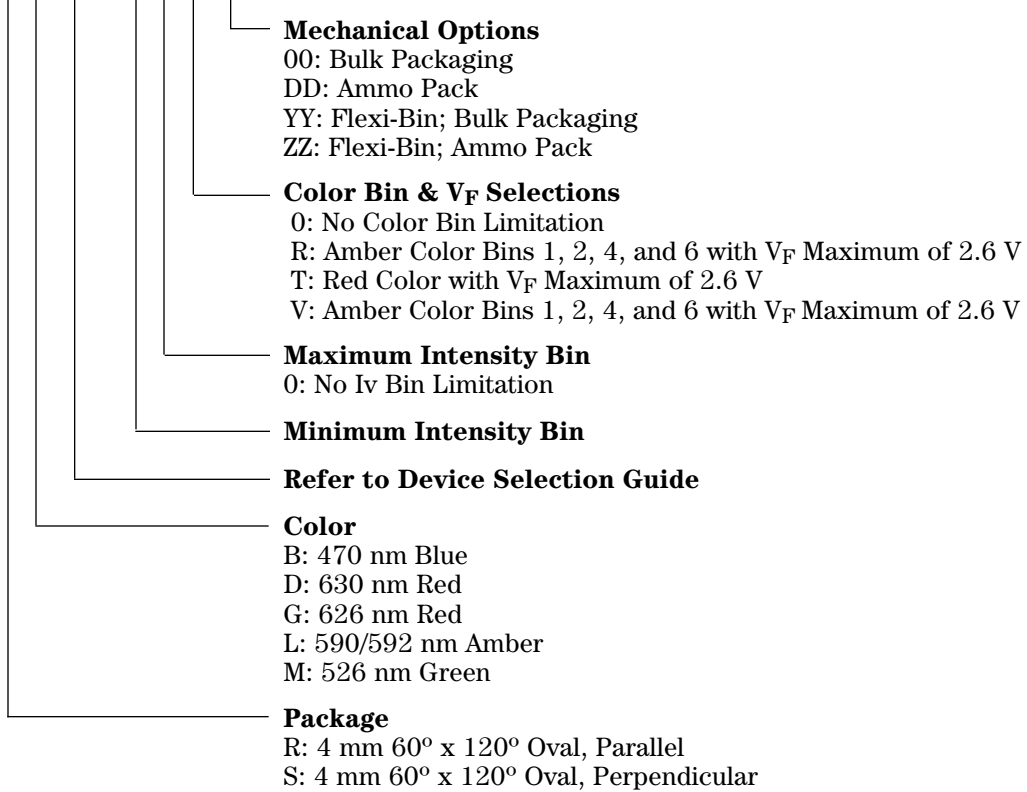 Mechanical Options
00: Bulk Packaging
DD: Ammo Pack
YY: Flexi-Bin; Bulk Packaging
ZZ: Flexi-Bin; Ammo Pack
Color Bin & VF Selections
0: No Color Bin Limitation
R: Amber Color Bins 1, 2, 4, and 6 with VF Maximum of 2.6 V
T: Red Color with VF Maximum of 2.6 V
V: Amber Color Bins 1, 2, 4, and 6 with VF Maximum of 2.6 V
Maximum Intensity Bin
0: No Iv Bin Limitation
Minimum Intensity Bin
Refer to Device Selection Guide
Color
B: 470 nm Blue
D: 630 nm Red
G: 626 nm Red
L: 590/592 nm Amber
M: 526 nm Green
Package
R: 4 mm 60º x 120º Oval, Parallel
S: 4 mm 60º x 120º Oval, Perpendicular